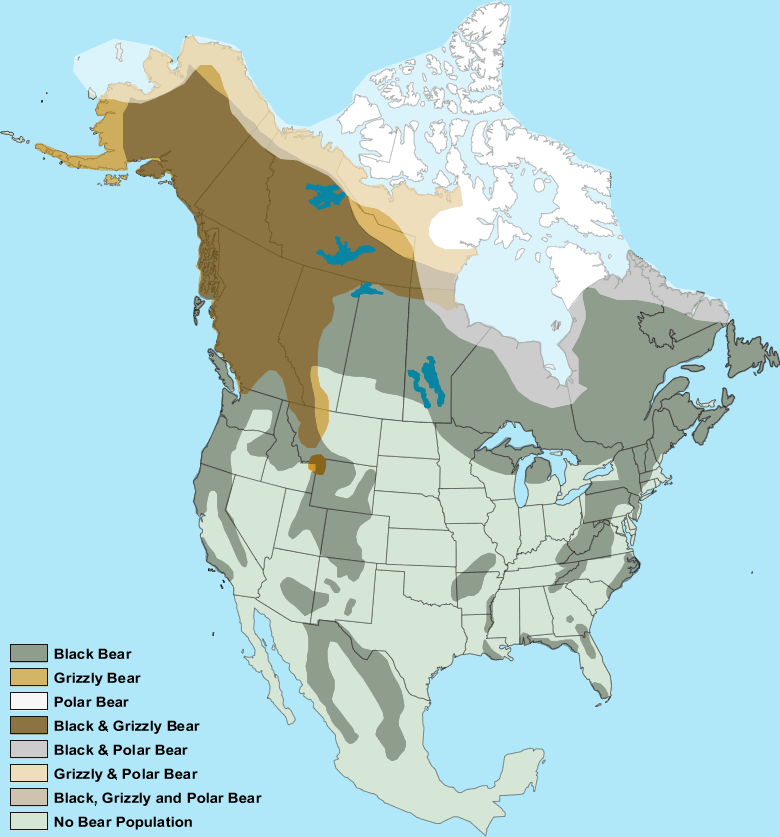 Black Bear
Grizzly Bear
Polar Bear
Black & Grizzly Bear
Black & Polar Bear
Grizzly & Polar Bear
Black, Grizzly and Polar Bear
No Bear Population